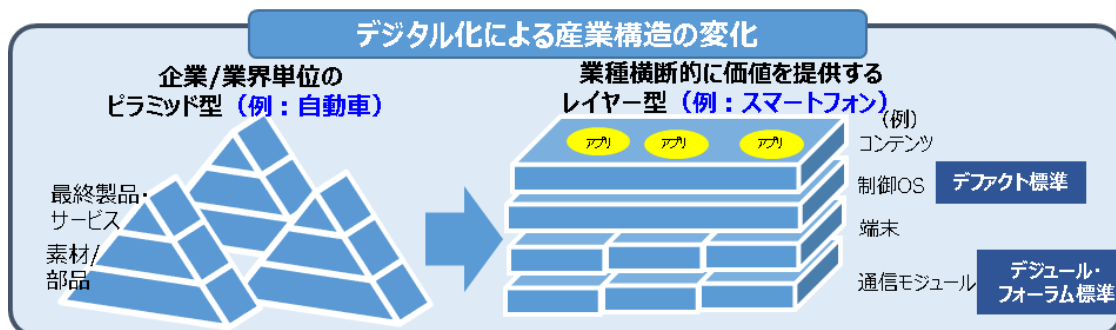 デジタル化による産業構造の変化
企業/業界単位の
ピラミッド型（例：自動車）
業種横断的に価値を提供する
レイヤー型（例：スマートフォン）
最終製品・
サービス
素材/
部品
アプリ
アプリ
アプリ
（例）
コンテンツ
制御OS
デファクト標準
端末
通信モジュール
デジュール・
フォーラム標準